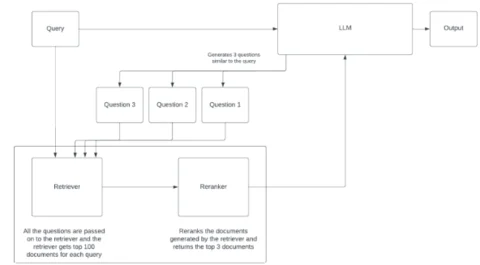 Query
LLM
Output
Generates 3 questions
similar to the query
Question 3
Question 2
Question 1
Retriever
Reranker
All the questions are passed
on to the retriever and the
retriever gets top 100
documents for each query
Reranks the documents
generated by the retriever and
returns the top 3 documents